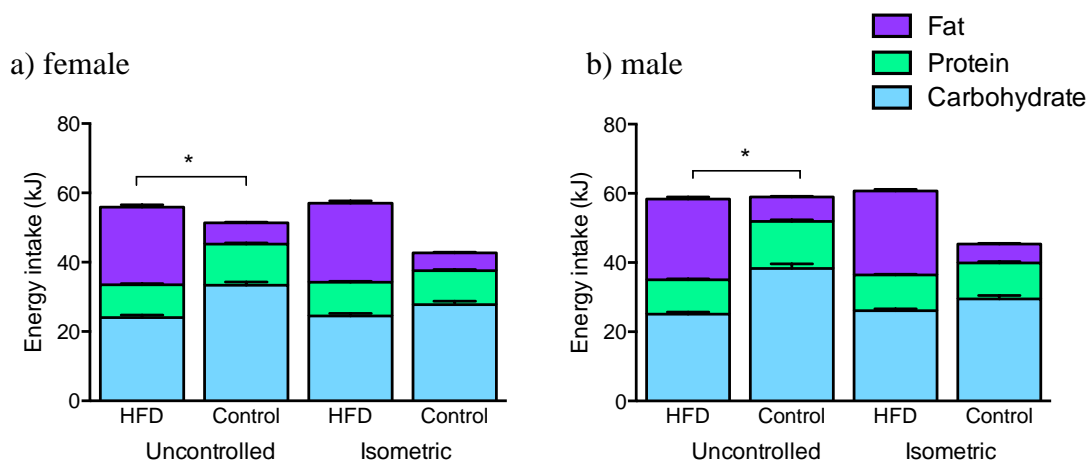 Fat
Protein
Carbohydrate
a) female
Energy intake (kJ)
80
60
40
20
0
*
HFD Control HFD Control
Uncontrolled Isometric
b) male
Energy intake (kJ)
80
60
40
20
0
*
HFD Control HFD Control
Uncontrolled Isometric